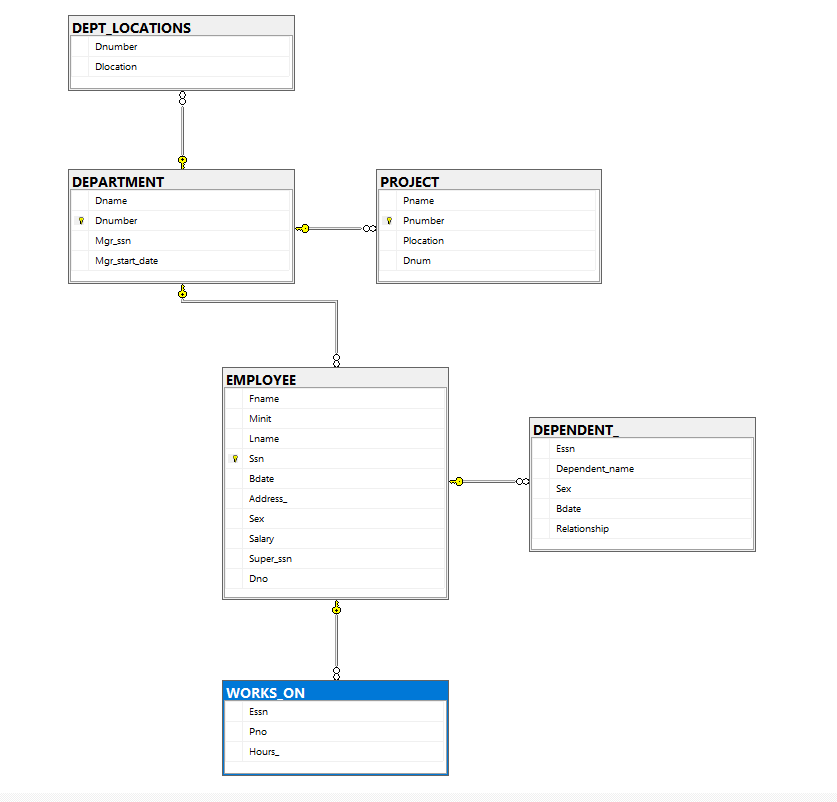 DEPT_LOCATIONS
Dnumber
Dlocation
DEPARTMENT
Dname
Dnumber
Mgr_ssn
Mgr_start_date
PROJECT
Pname
Pnumber
Plocation
Dnum
EMPLOYEE
Fname
Minit
Lname
Ssn
Bdate
Address_
Sex
Salary
Super_ssn
Dno
DEPENDENT_
Essn
Dependent_name
Sex
Bdate
Relationship
WORKS_ON
Essn
Pno
Hours_